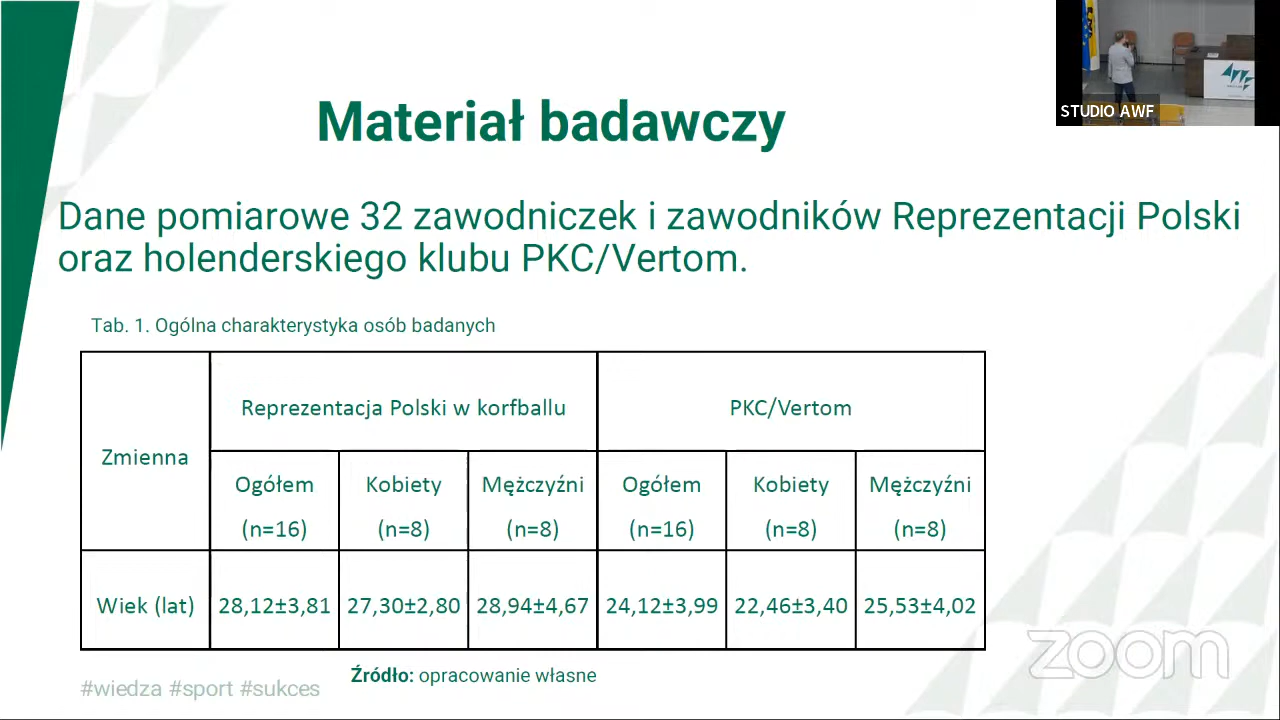 Materiał badawczy
STUDIO AWF
Dane pomiarowe 32 zawodniczek i zawodników Reprezentacji Polski
oraz holenderskiego klubu PKC/Vertom.
Tab. 1. Ogólna charakterystyka osób badanych
Zmienna
Reprezentacja Polski w korfballu
PKC/Vertom
Ogółem
(n=16)
Kobiety
(n=8)
Mężczyźni
(n=8)
Ogółem
(n=16)
Kobiety
(n=8)
Mężczyźni
(n=8)
Wiek (lat)
28,12±3,81
27,30±2,80
28,94±4,67
24,12±3,99
22,46±3,40
25,53±4,02
Źródło: opracowanie własne
#wiedza #sport #sukces
zoom